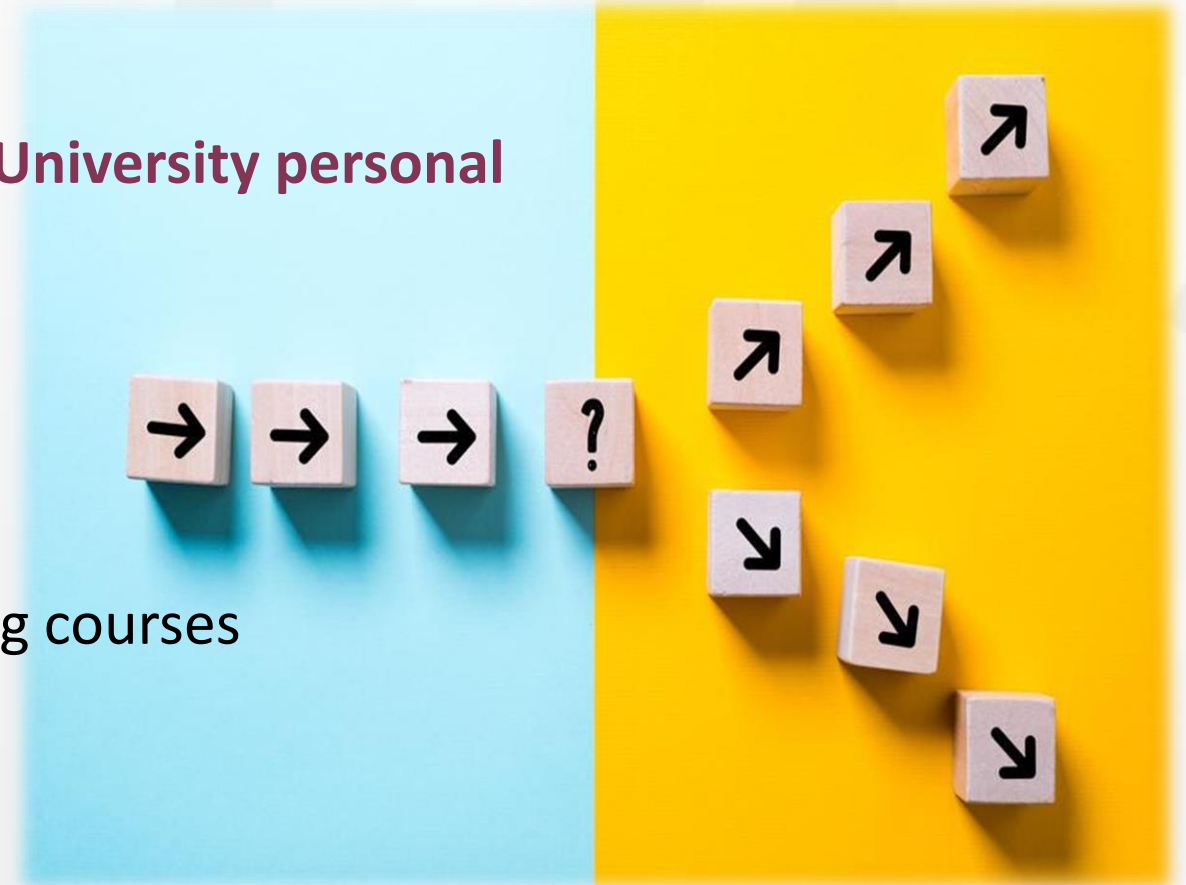 University personal
→ → → ?
g courses